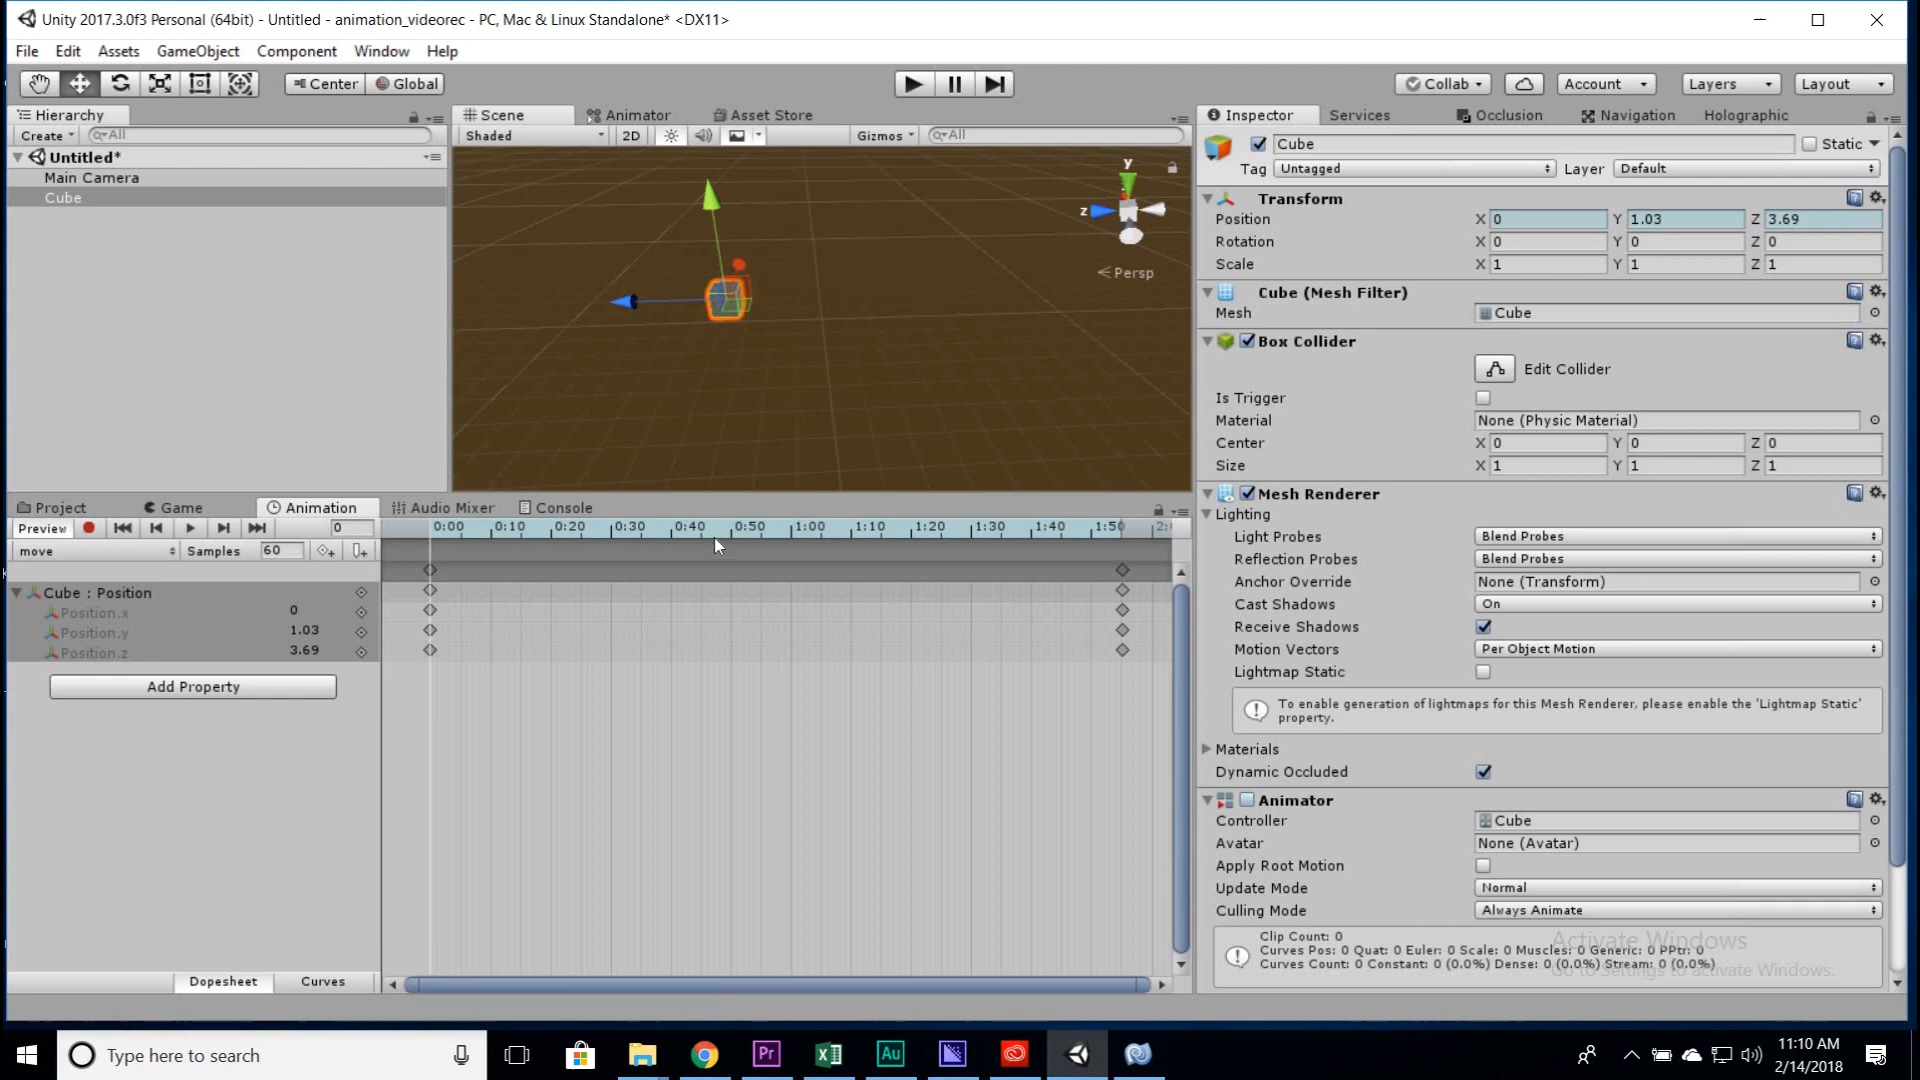 Unity 2017.3.0f3 Personal (64bit) - Untitled - animation_videorec - PC, Mac & Linux Standalone* <DX11>
File Edit Assets GameObject Component Window Help
Center Global Collab Account Layers Layout
Hierarchy
Create All
Untitled*
Main Camera
Cube
Scene Animator Asset Store
Shaded 2D Gizmos All
y
z
Persp
Inspector Services Occlusion Navigation Holographic
Cube Static
Tag Untagged Layer Default
Transform
Position X 0 Y 1.03 Z 3.69
Rotation X 0 Y 0 Z 0
Scale X 1 Y 1 Z 1
Cube (Mesh Filter)
Mesh Cube
Box Collider
Edit Collider
Is Trigger
Material None (Physic Material)
Center X 0 Y 0 Z 0
Size X 1 Y 1 Z 1
Mesh Renderer
Lighting
Light Probes Blend Probes
Reflection Probes Blend Probes
Anchor Override None (Transform)
Cast Shadows On
Receive Shadows
Motion Vectors Per Object Motion
Lightmap Static
To enable generation of lightmaps for this Mesh Renderer, please enable the 'Lightmap Static'
property.
Materials
Dynamic Occluded
Animator
Controller Cube
Avatar None (Avatar)
Apply Root Motion
Update Mode Normal
Culling Mode Always Animate
Clip Count: 0
Curves Pos: 0 Quat: 0 Euler: 0 Scale: 0 Muscles: 0 Generic: 0 PPtr: 0
Curves Count: 0 Constant: 0 (0.0%) Dense: 0 (0.0%) Stream: 0 (0.0%)
Activate Windows
Go to Settings to activate Windows.
Project Game Animation Audio Mixer Console
Preview 0 0:00 0:10 0:20 0:30 0:40 0:50 1:00 1:10 1:20 1:30 1:40 1:50
move Samples 60
Cube : Position
Position.x 0
Position.y 1.03
Position.z 3.69
Add Property
Dopesheet Curves
Type here to search
Pr Au
11:10 AM
2/14/2018